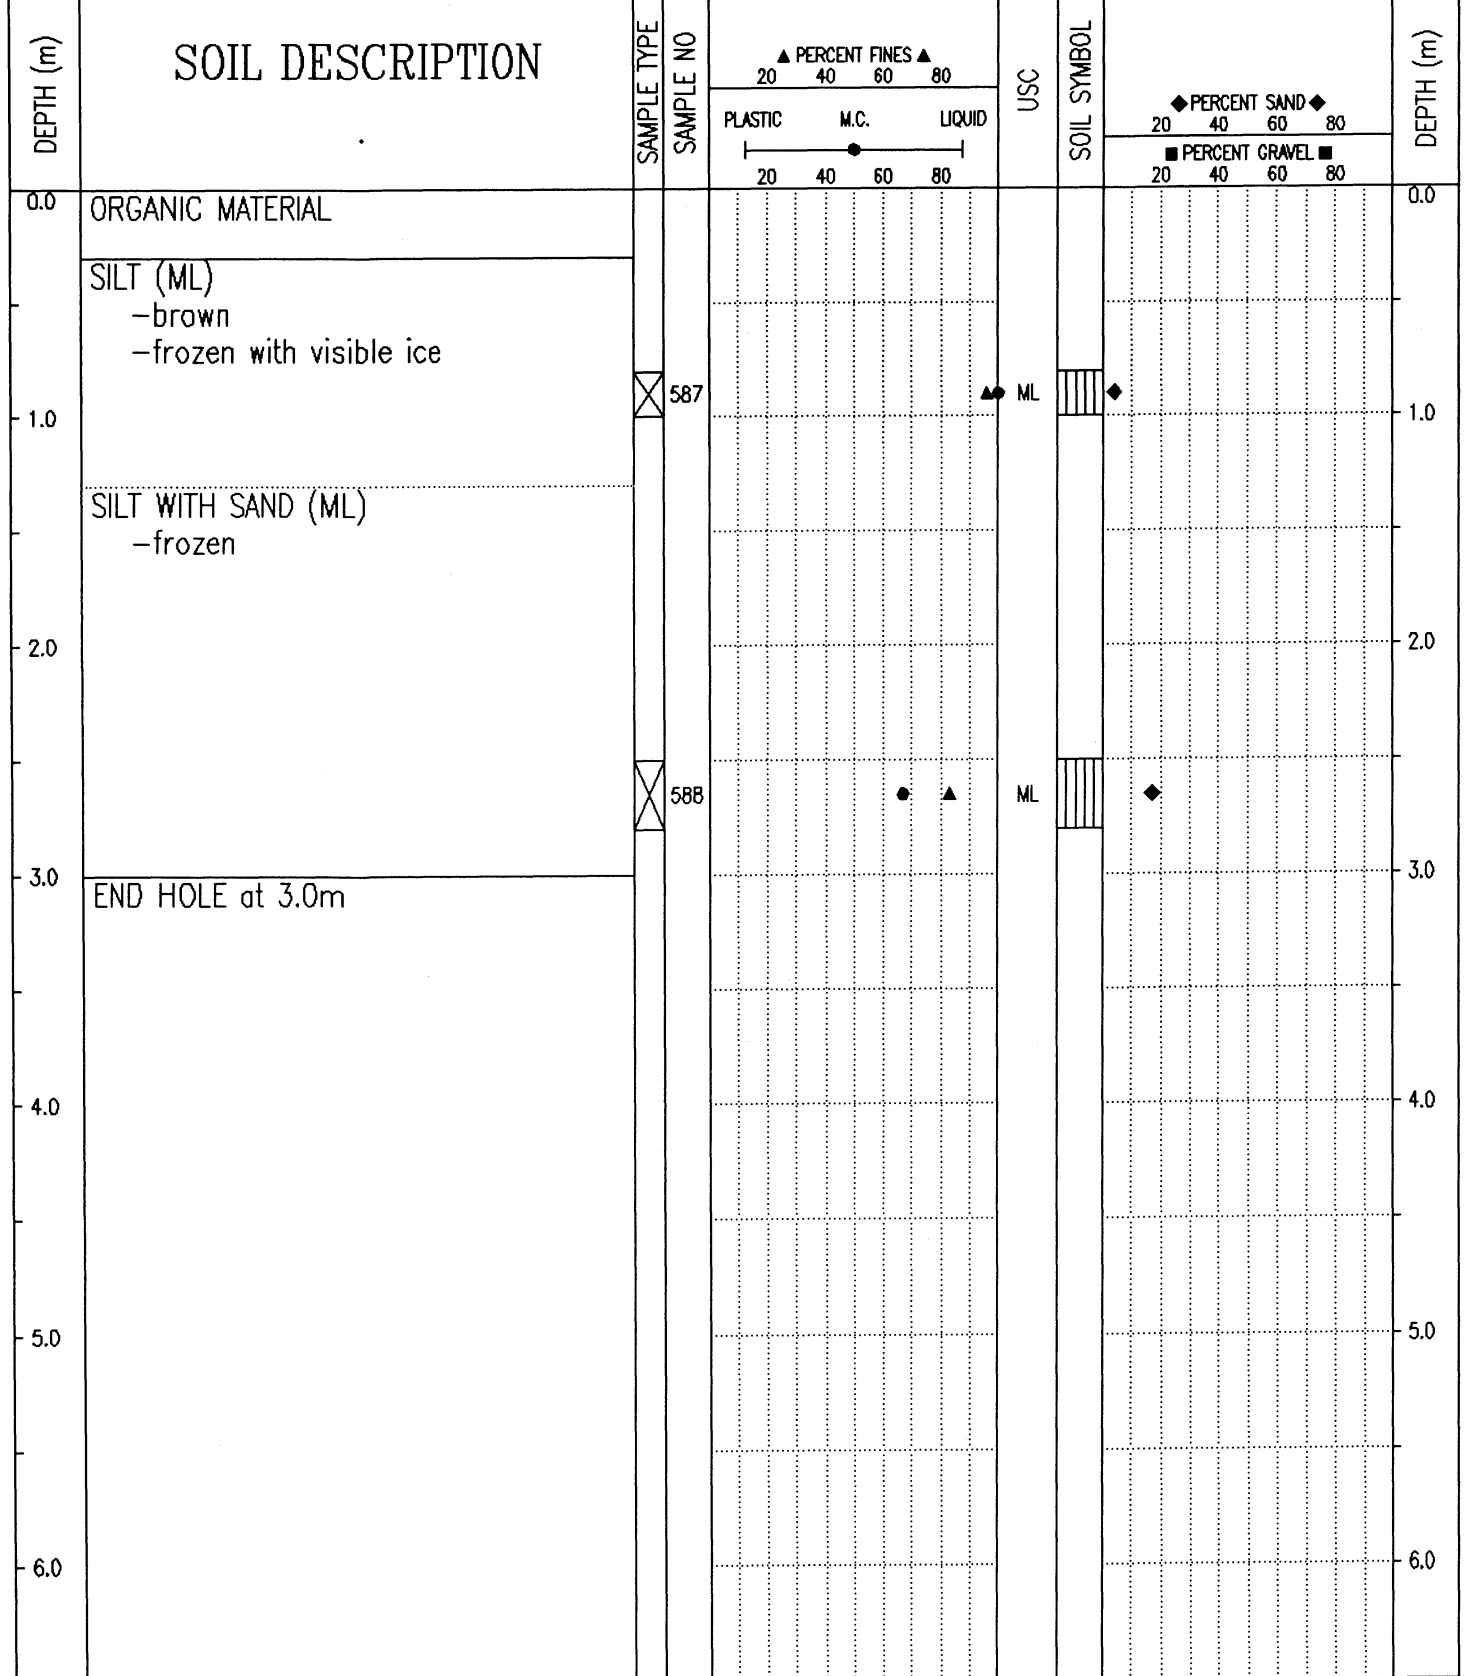 DEPTH (m)
SOIL DESCRIPTION
SAMPLE TYPE
SAMPLE NO
▲ PERCENT FINES ▲
20 40 60 80
PLASTIC M.C. LIQUID
20 40 60 80
USC
SOIL SYMBOL
◆PERCENT SAND◆
20 40 60 80
■ PERCENT GRAVEL ■
20 40 60 80
DEPTH (m)
0.0 ORGANIC MATERIAL 0.0
SILT (ML)
-brown
-frozen with visible ice
587 ML
1.0 1.0
SILT WITH SAND (ML)
-frozen
2.0 2.0
588 ML
3.0 3.0
END HOLE at 3.0m
4.0 4.0
5.0 5.0
6.0 6.0